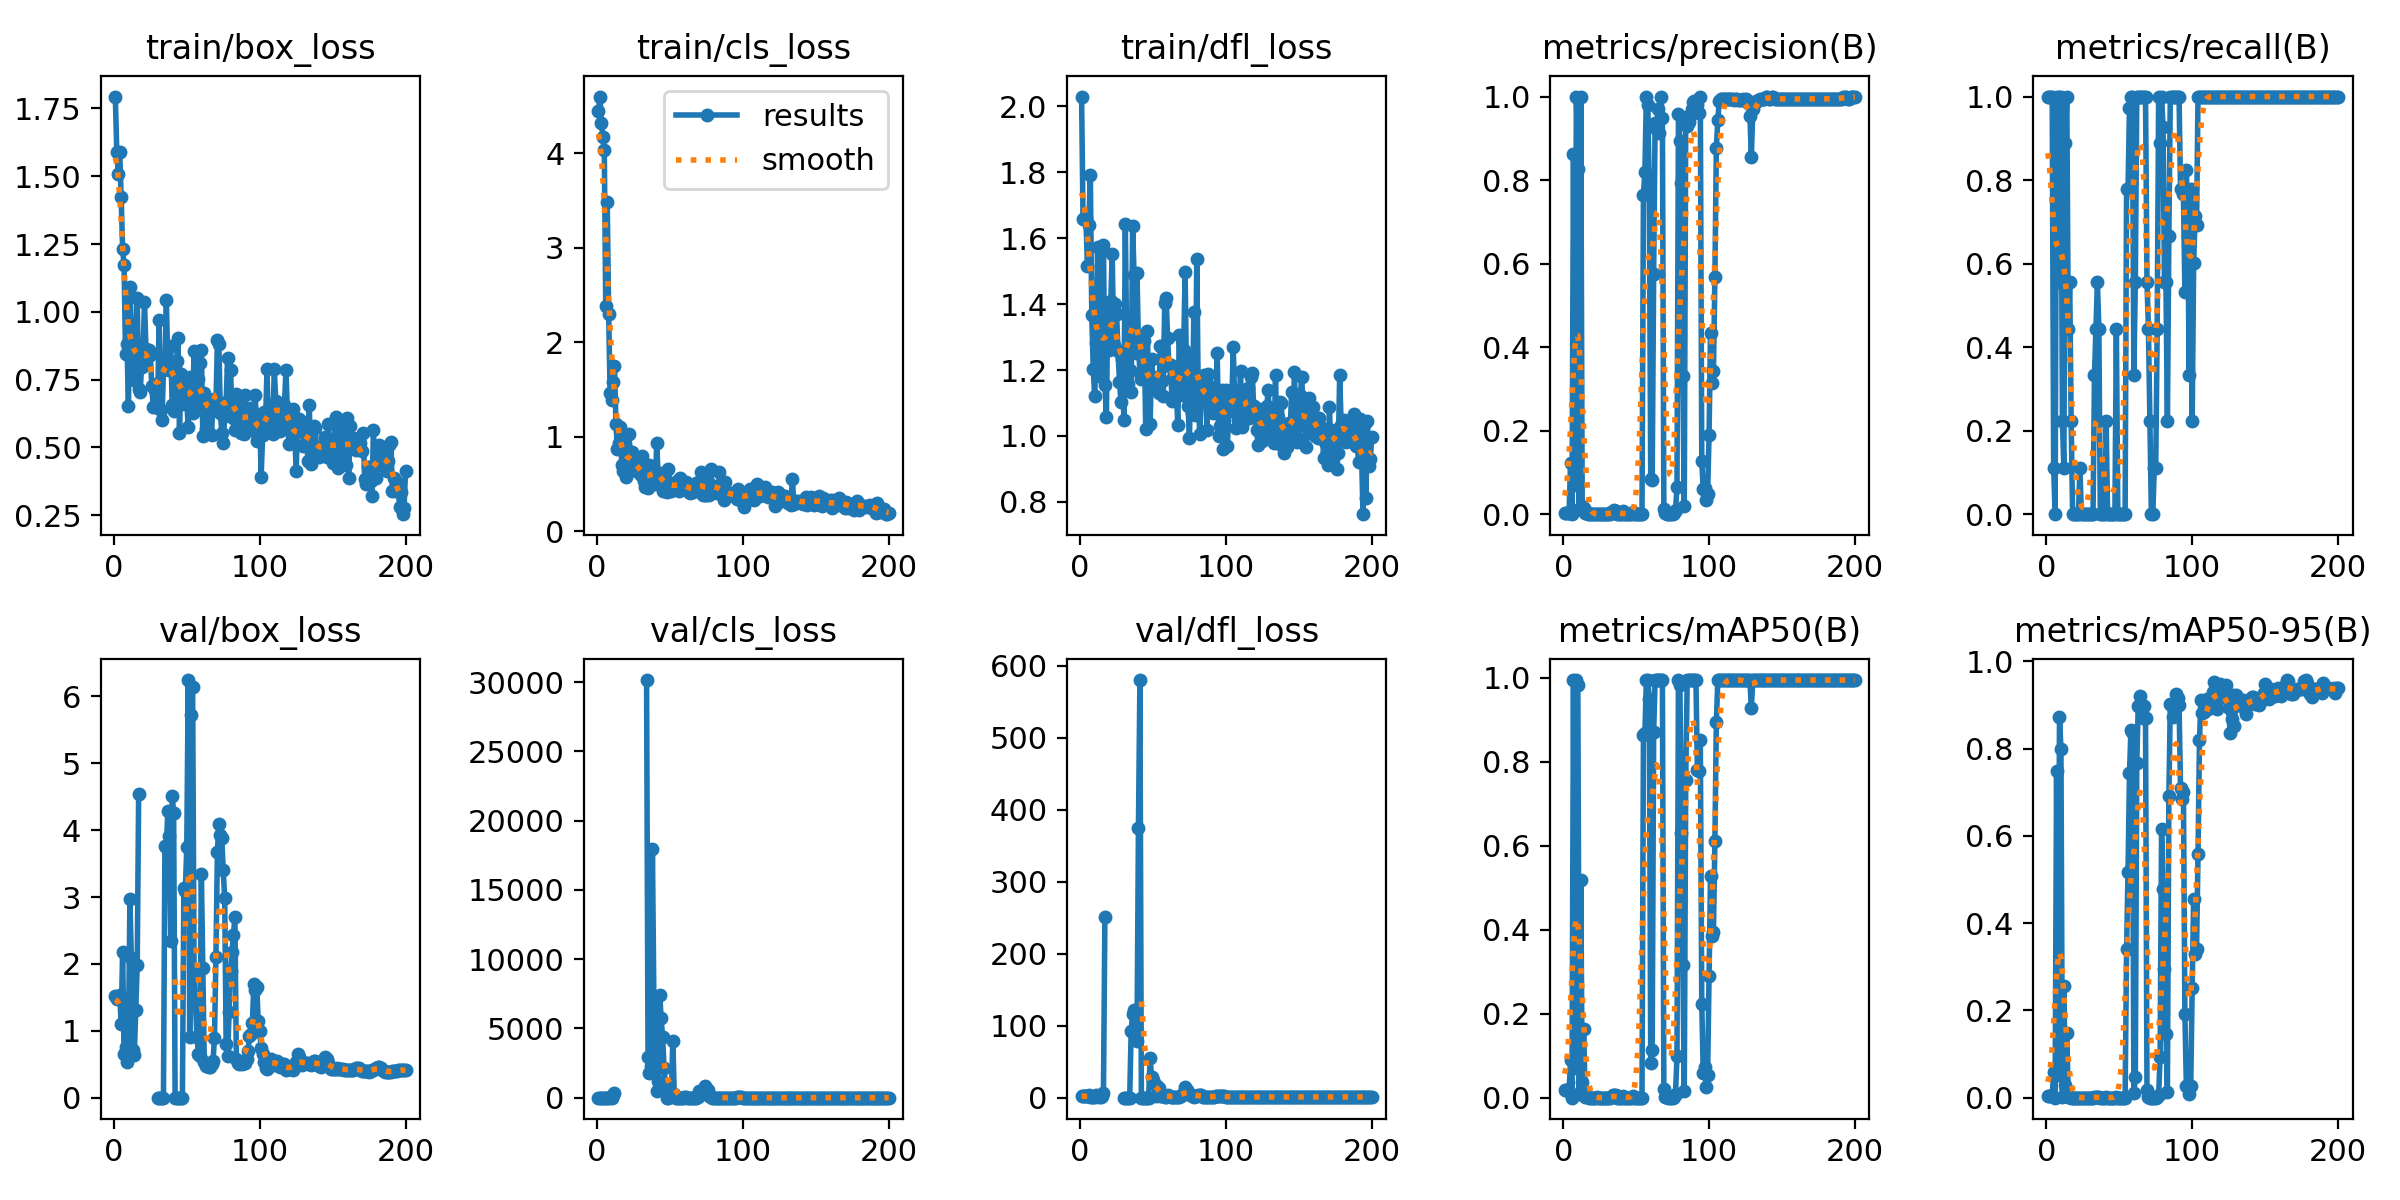 train/box_loss
1.75
1.50
1.25
1.00
0.75
0.50
0.25
0 100 200
train/cls_loss
results
smooth
4
3
2
1
0
0 100 200
train/dfl_loss
2.0
1.8
1.6
1.4
1.2
1.0
0.8
0 100 200
metrics/precision(B)
1.0
0.8
0.6
0.4
0.2
0.0
0 100 200
metrics/recall(B)
1.0
0.8
0.6
0.4
0.2
0.0
0 100 200
val/box_loss
6
5
4
3
2
1
0
0 100 200
val/cls_loss
30000
25000
20000
15000
10000
5000
0
0 100 200
val/dfl_loss
600
500
400
300
200
100
0
0 100 200
metrics/mAP50(B)
1.0
0.8
0.6
0.4
0.2
0.0
0 100 200
metrics/mAP50-95(B)
1.0
0.8
0.6
0.4
0.2
0.0
0 100 200